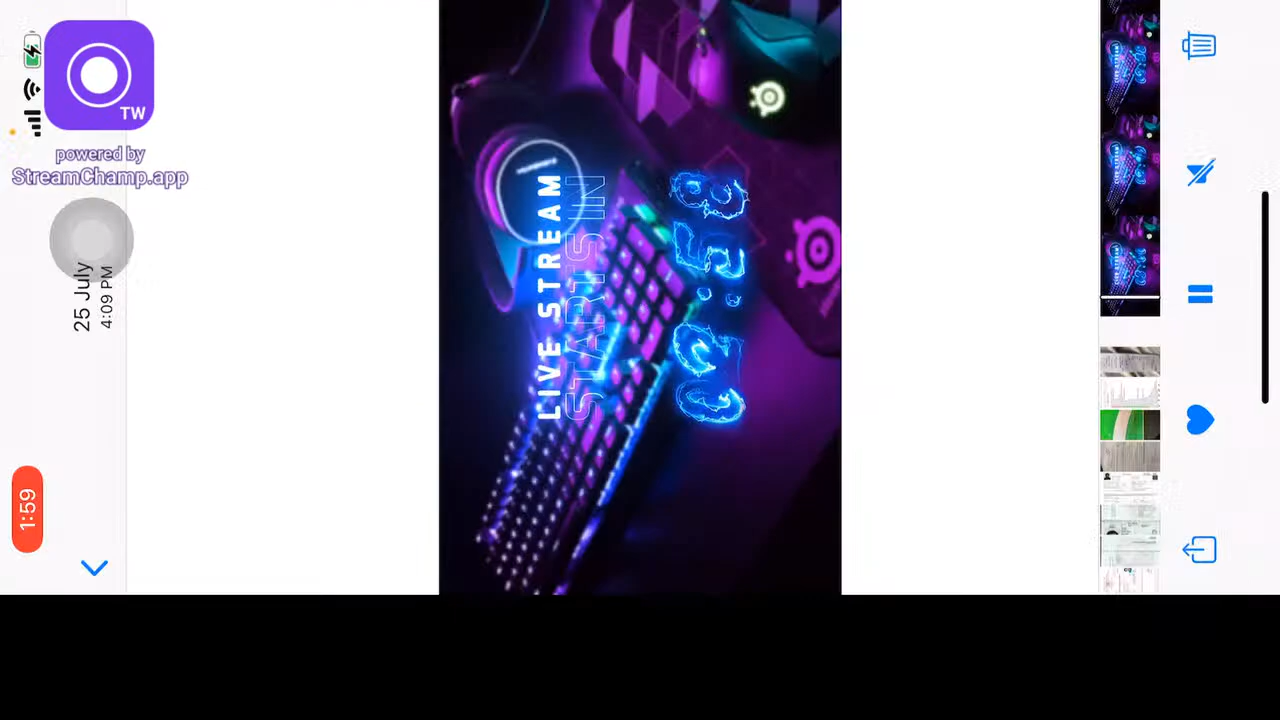 TW
powered by
StreamChamp.app
25 July
4:09 PM
1:59
LIVE STREAM
STARTS IN
02:58